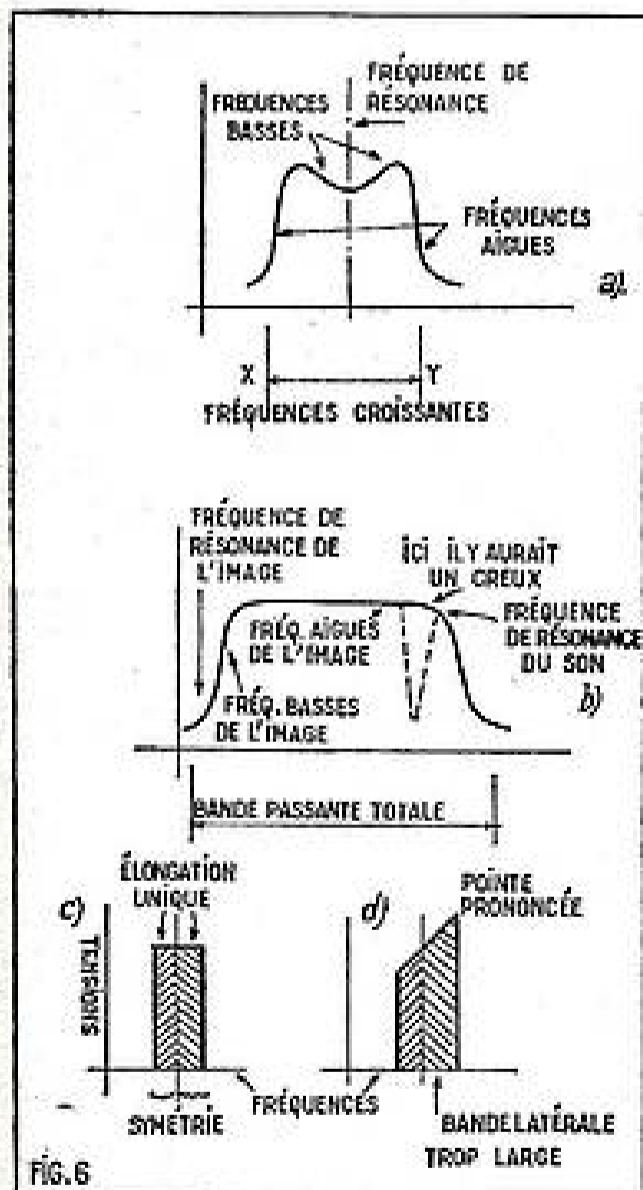 FRÉQUENCE DE
RÉSONANCE
FRÉQUENCES
BASSES
FRÉQUENCES
AÏGUES
a).
X
Y
FRÉQUENCES CROISSANTES
FRÉQUENCE DE
RÉSONANCE DE
L'IMAGE
ICI IL Y AURAIT
UN CREUX
FRÉQ. AÏGUES
DE L'IMAGE
FRÉQUENCE
DE RÉSONANCE
DU SON
FRÉQ. BASSES
DE L'IMAGE
b)
BANDE PASSANTE TOTALE
c)
ÉLONGATION
UNIQUE
TENSIONS
SYMÉTRIE
FRÉQUENCES
d)
POINTE
PRONONCÉE
BANDE LATÉRALE
TROP LARGE
FIG. 6